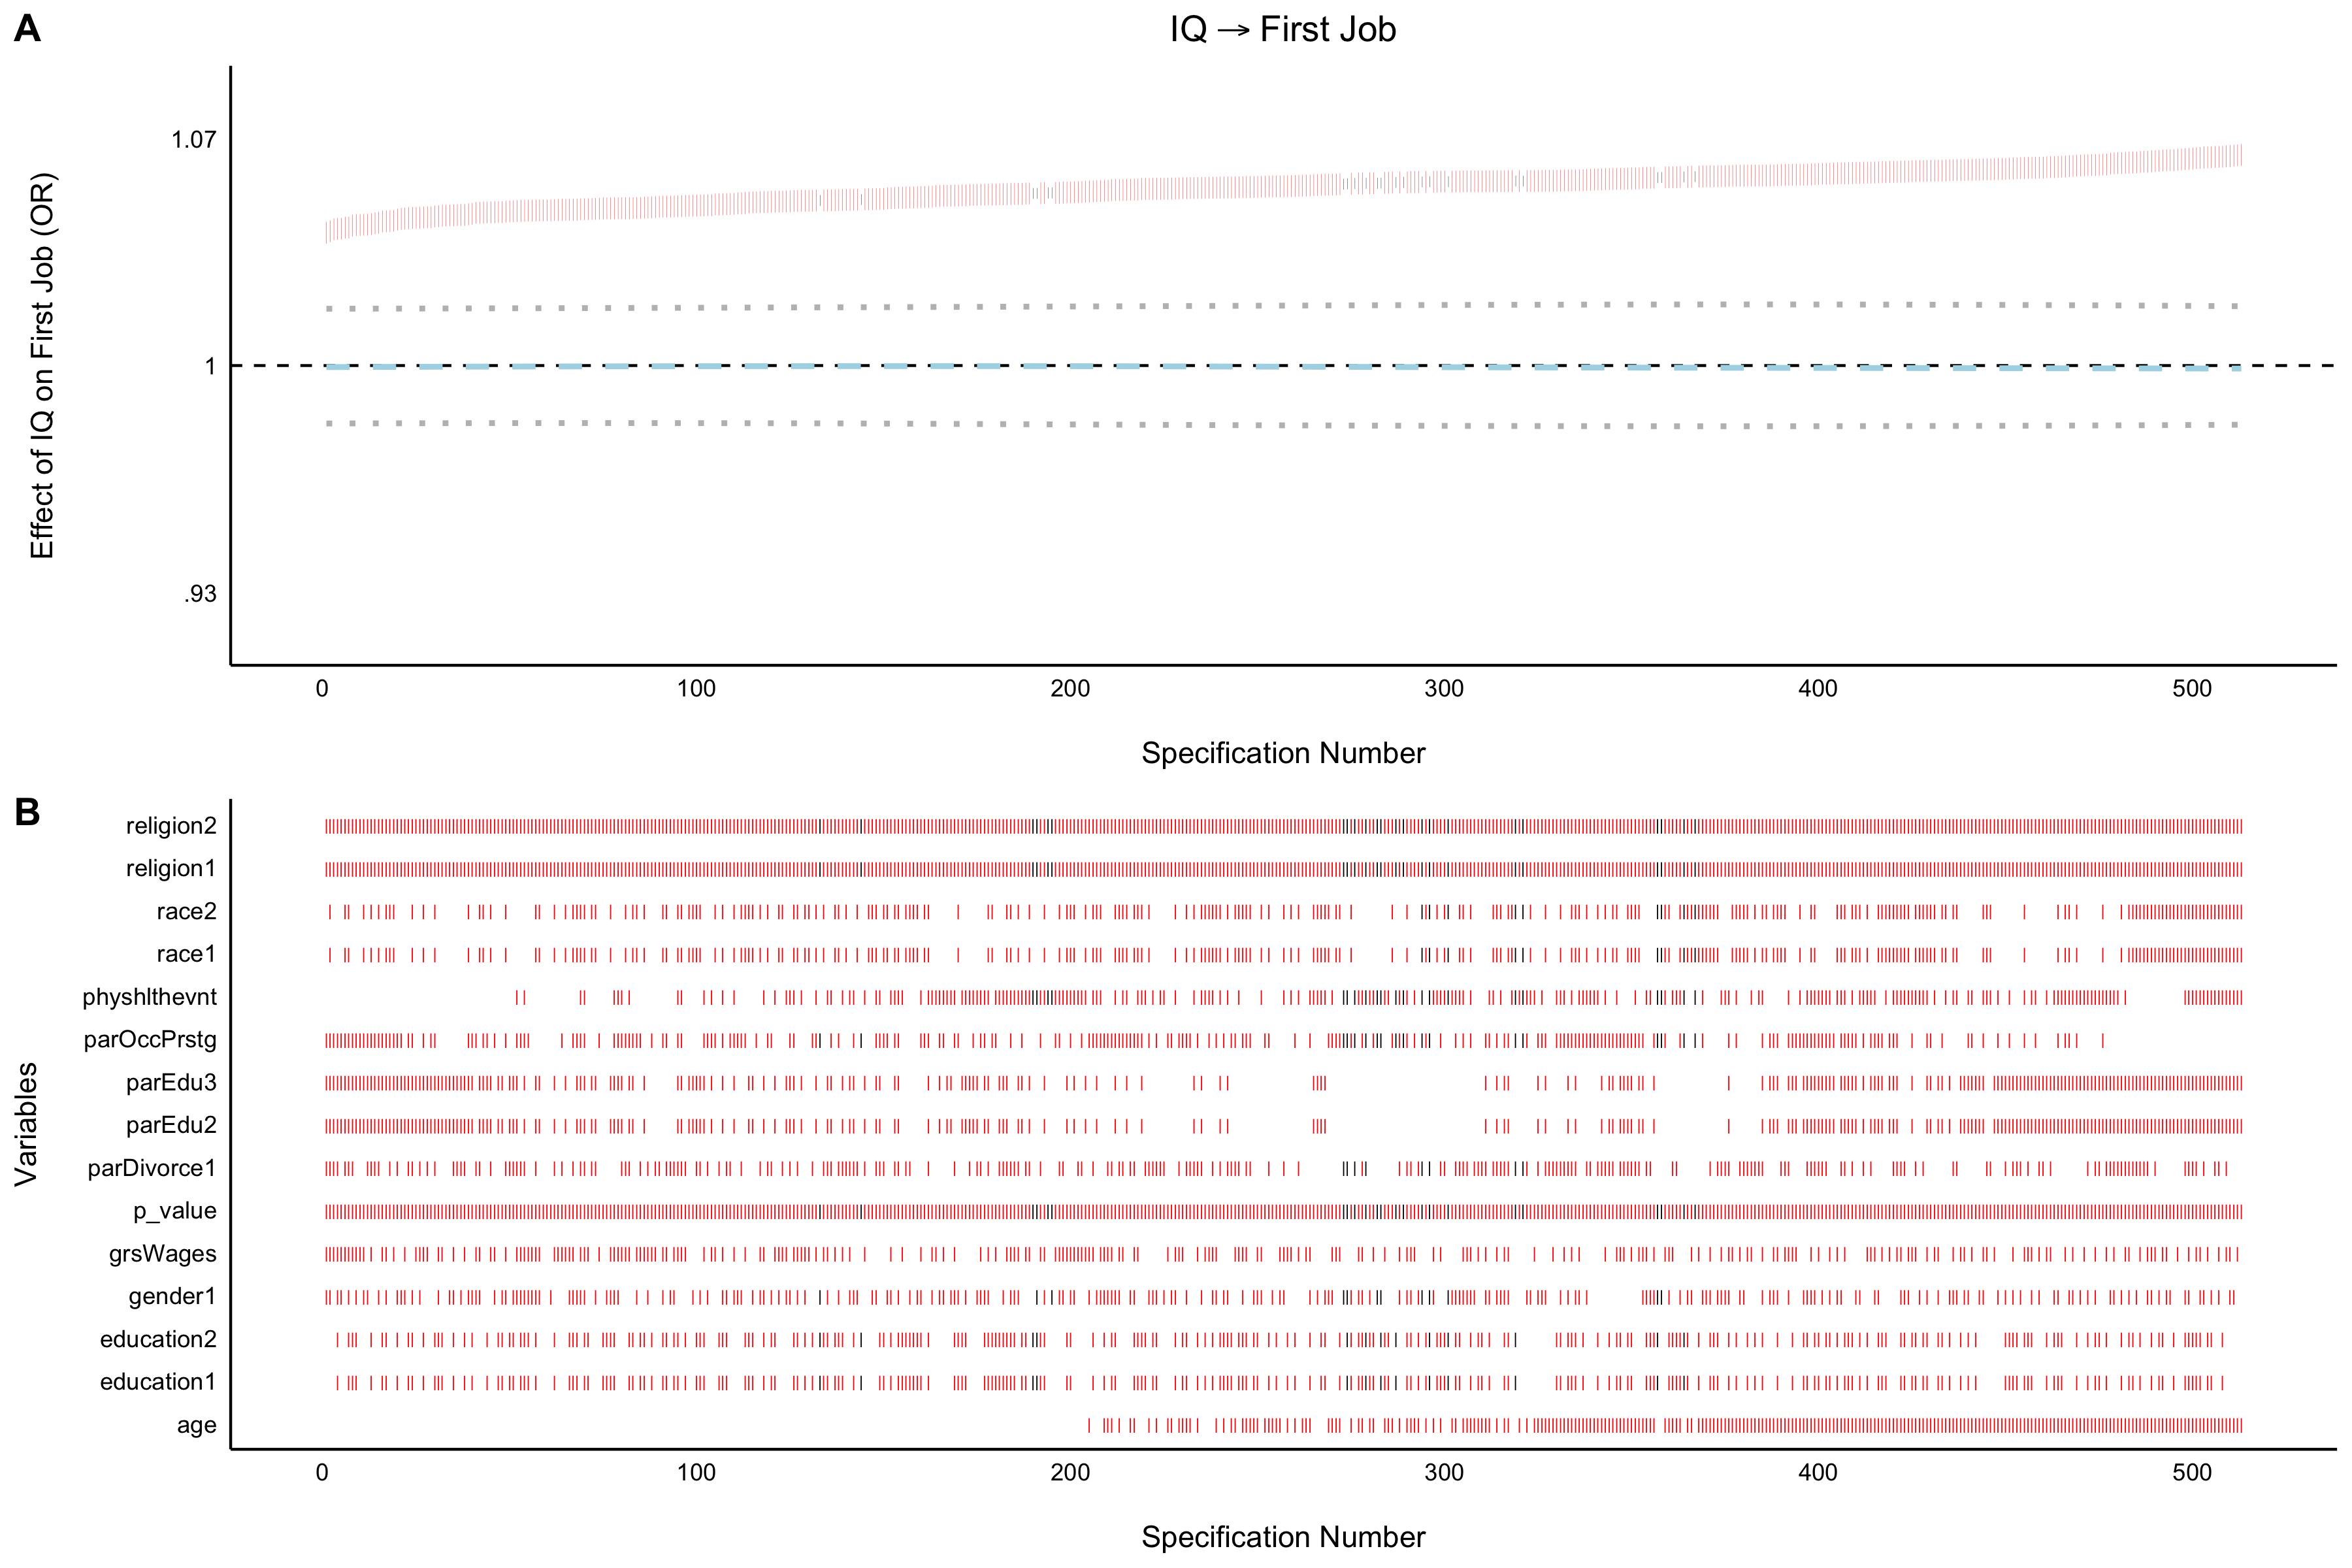 A
IQ → First Job
Effect of IQ on First Job (OR)
1.07
1
.93
0 100 200 300 400 500
Specification Number
B
Variables
religion2
religion1
race2
race1
physhlthevnt
parOccPrstg
parEdu3
parEdu2
parDivorce1
p_value
grsWages
gender1
education2
education1
age
0 100 200 300 400 500
Specification Number